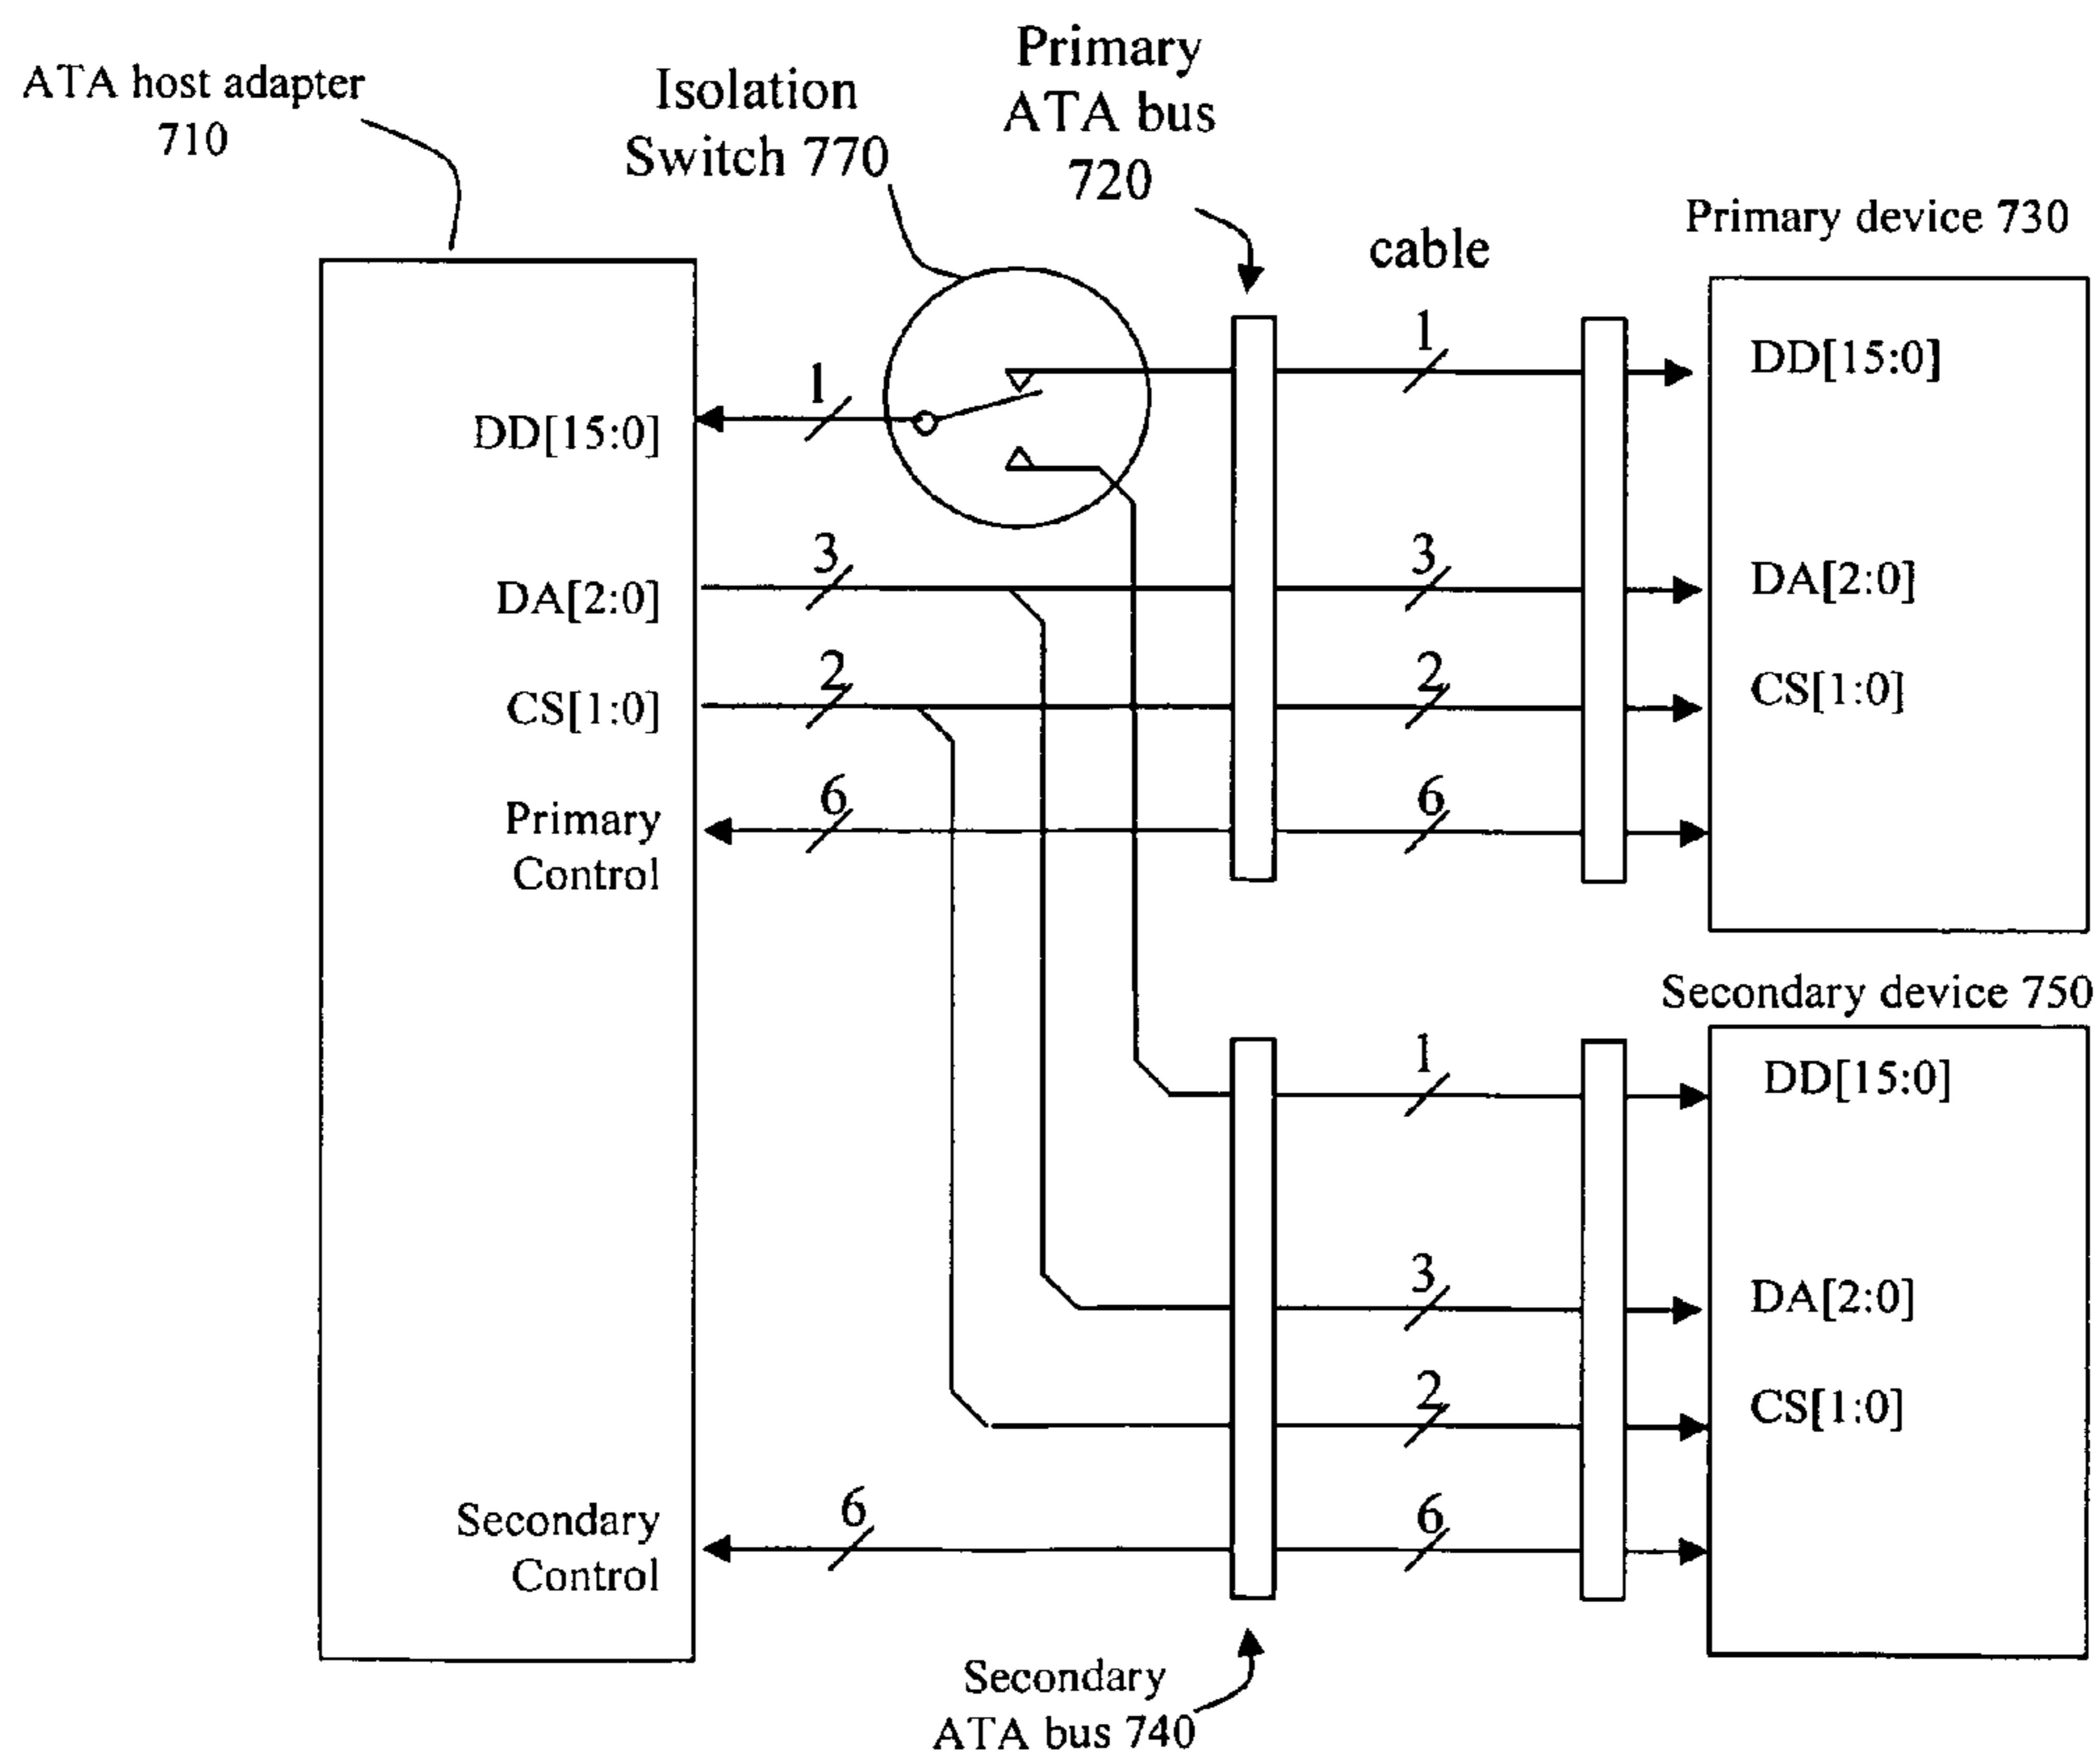 ATA host adapter
710
Isolation
Switch 770
Primary
ATA bus
720
cable
Primary device 730
1
1
DD[15:0]
DD[15:0]
3
3
DA[2:0]
DA[2:0]
2
2
CS[1:0]
CS[1:0]
6
6
Primary
Control
Secondary device 750
1
DD[15:0]
3
DA[2:0]
2
CS[1:0]
6
6
Secondary
Control
Secondary
ATA bus 740